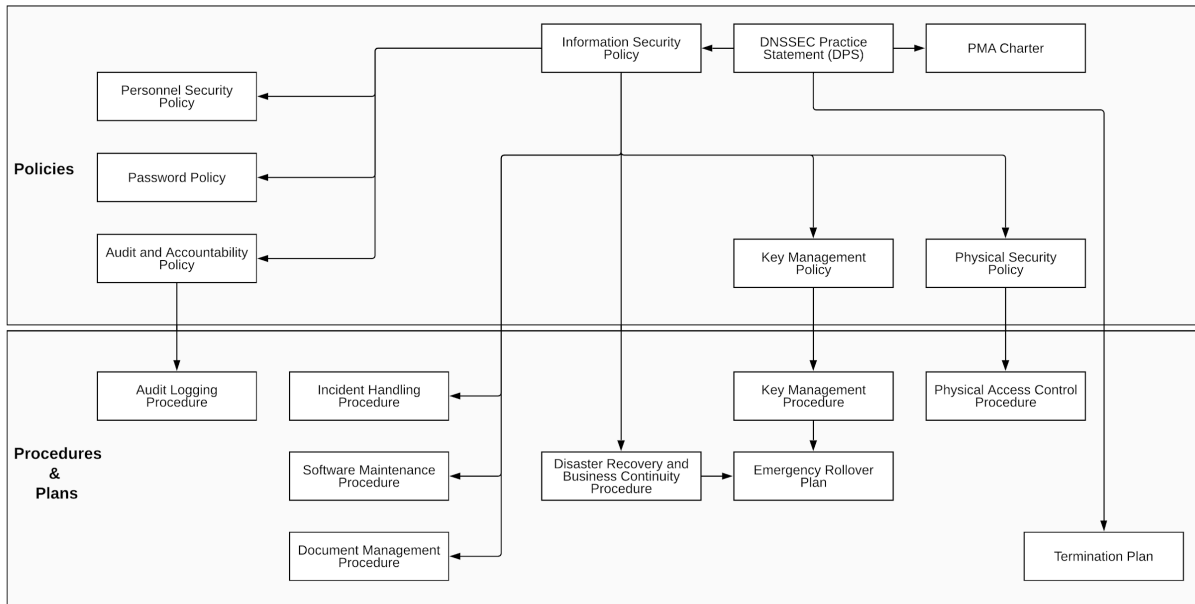 Information Security
Policy
DNSSEC Practice
Statement (DPS)
PMA Charter
Personnel Security
Policy
Policies
Password Policy
Audit and Accountability
Policy
Key Management
Policy
Physical Security
Policy
Audit Logging
Procedure
Incident Handling
Procedure
Key Management
Procedure
Physical Access Control
Procedure
Procedures
&
Plans
Software Maintenance
Procedure
Disaster Recovery and
Business Continuity
Procedure
Emergency Rollover
Plan
Document Management
Procedure
Termination Plan